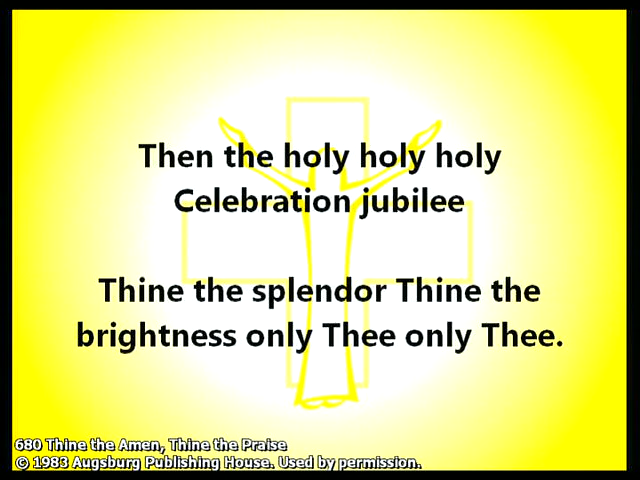 Then the holy holy holy
Celebration jubilee
Thine the splendor Thine the
brightness only Thee only Thee.
680 Thine the Amen, Thine the Praise
© 1983 Augsburg Publishing House. Used by permission.